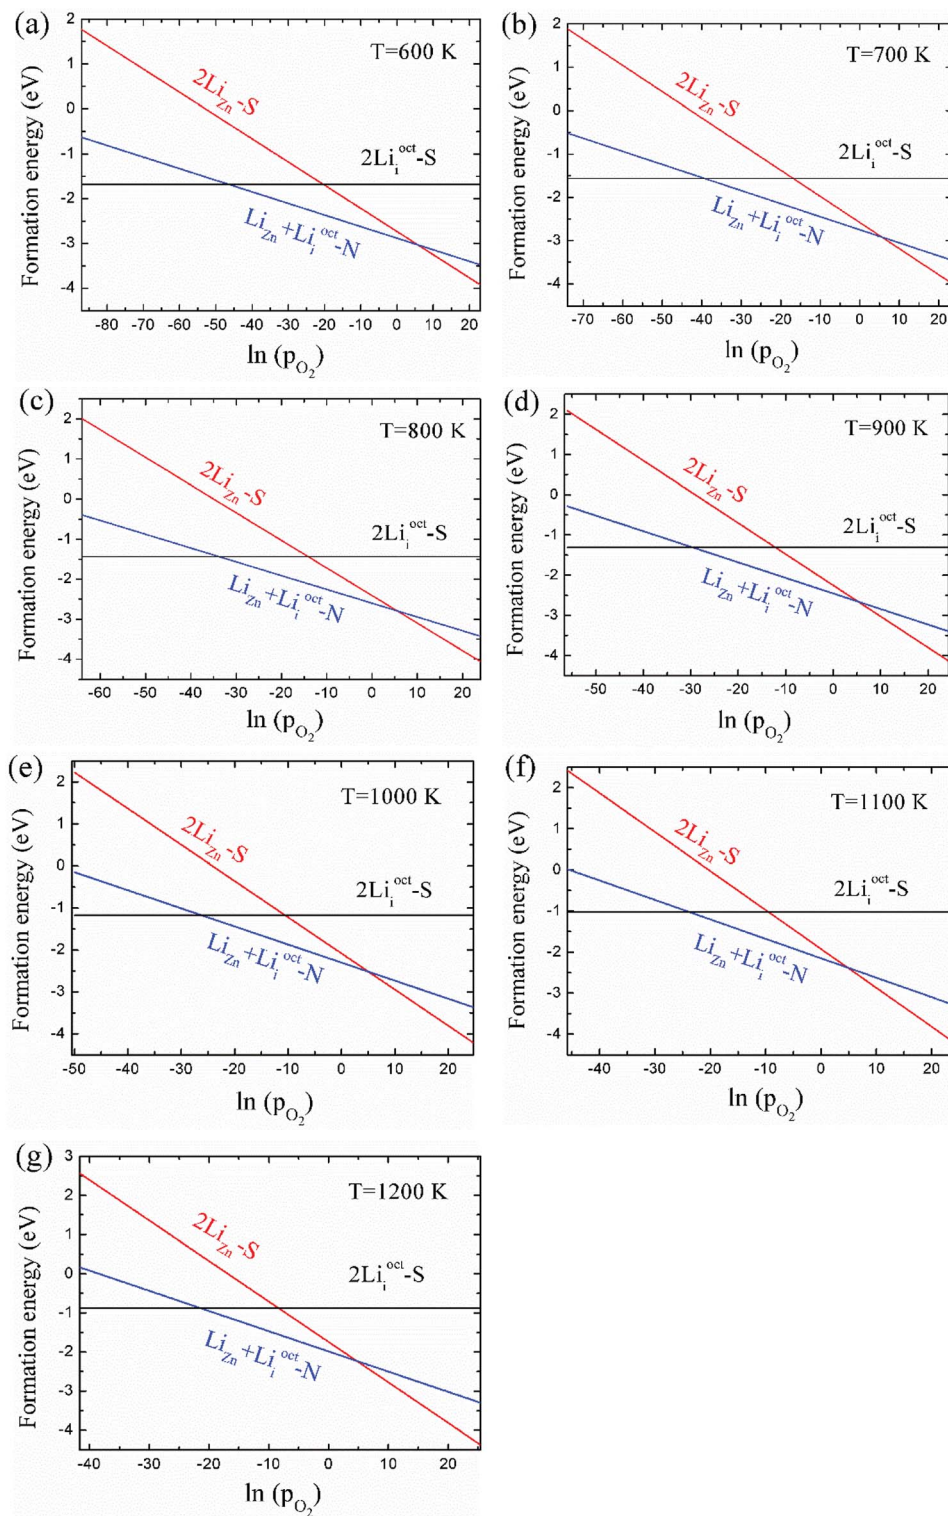 (a)
T=600 K
2Li_Zn-S
2Li_i^oct-S
Li_Zn+Li_i^oct-N
Formation energy (eV)
2
1
0
-1
-2
-3
-4
-80 -70 -60 -50 -40 -30 -20 -10 0 10 20
ln (p_O2)
(b)
T=700 K
2Li_Zn-S
2Li_i^oct-S
Li_Zn+Li_i^oct-N
Formation energy (eV)
2
1
0
-1
-2
-3
-4
-70 -60 -50 -40 -30 -20 -10 0 10 20
ln (p_O2)
(c)
T=800 K
2Li_Zn-S
2Li_i^oct-S
Li_Zn+Li_i^oct-N
Formation energy (eV)
2
1
0
-1
-2
-3
-4
-60 -50 -40 -30 -20 -10 0 10 20
ln (p_O2)
(d)
T=900 K
2Li_Zn-S
2Li_i^oct-S
Li_Zn+Li_i^oct-N
Formation energy (eV)
2
1
0
-1
-2
-3
-4
-50 -40 -30 -20 -10 0 10 20
ln (p_O2)
(e)
T=1000 K
2Li_Zn-S
2Li_i^oct-S
Li_Zn+Li_i^oct-N
Formation energy (eV)
2
1
0
-1
-2
-3
-4
-50 -40 -30 -20 -10 0 10 20
ln (p_O2)
(f)
T=1100 K
2Li_Zn-S
2Li_i^oct-S
Li_Zn+Li_i^oct-N
Formation energy (eV)
2
1
0
-1
-2
-3
-4
-40 -30 -20 -10 0 10 20
ln (p_O2)
(g)
T=1200 K
2Li_Zn-S
2Li_i^oct-S
Li_Zn+Li_i^oct-N
Formation energy (eV)
3
2
1
0
-1
-2
-3
-4
-40 -30 -20 -10 0 10 20
ln (p_O2)